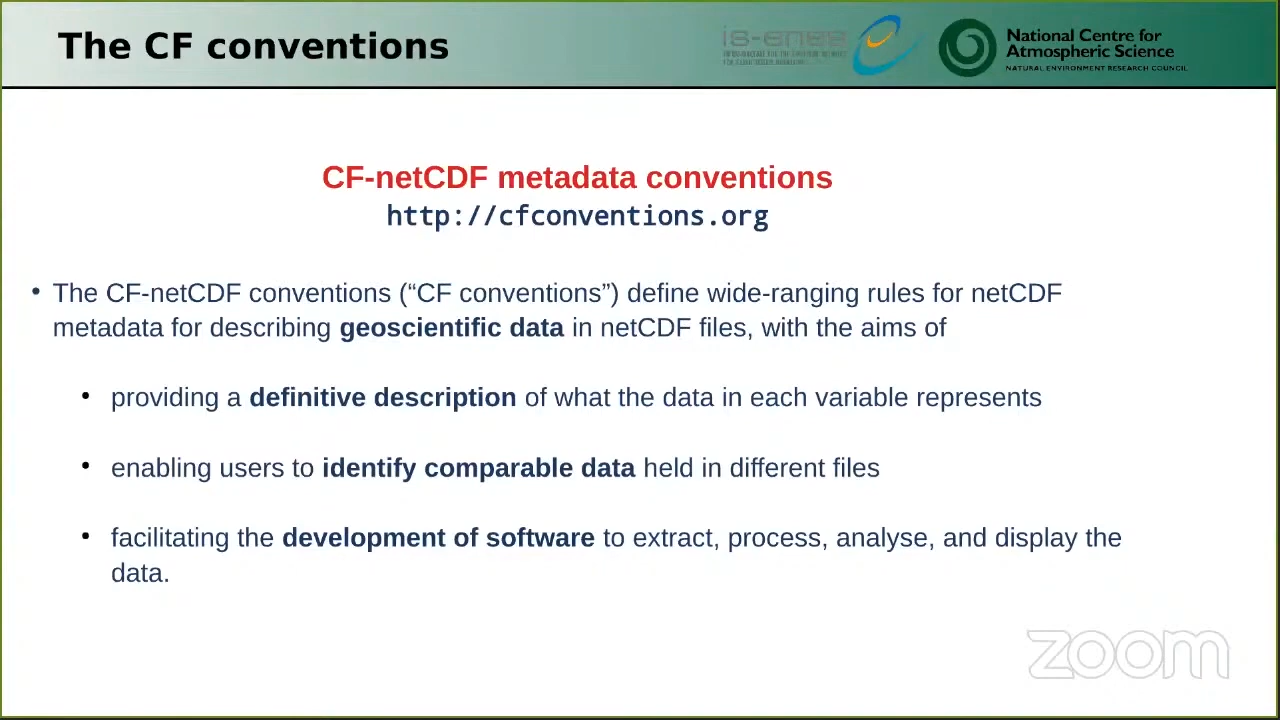 The CF conventions
is-enes
National Centre for
Atmospheric Science
NATURAL ENVIRONMENT RESEARCH COUNCIL
CF-netCDF metadata conventions
http://cfconventions.org
• The CF-netCDF conventions (“CF conventions”) define wide-ranging rules for netCDF
metadata for describing geoscientific data in netCDF files, with the aims of
• providing a definitive description of what the data in each variable represents
• enabling users to identify comparable data held in different files
• facilitating the development of software to extract, process, analyse, and display the
data.
zoom